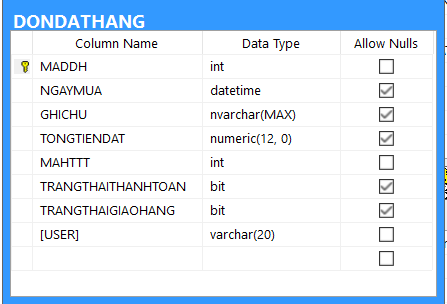 DONDATHANG
Column Name Data Type Allow Nulls
MADDH int
NGAYMUA datetime
GHICHU nvarchar(MAX)
TONGTIENDAT numeric(12, 0)
MAHTTT int
TRANGTHAITHANHTOAN bit
TRANGTHAIGIAOHANG bit
[USER] varchar(20)